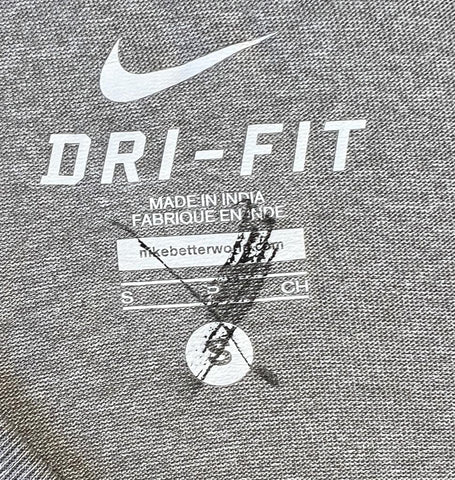 DRI-FIT
MADE IN INDIA
FABRIQUE EN INDE
nikebetterworld.com
S P CH
S